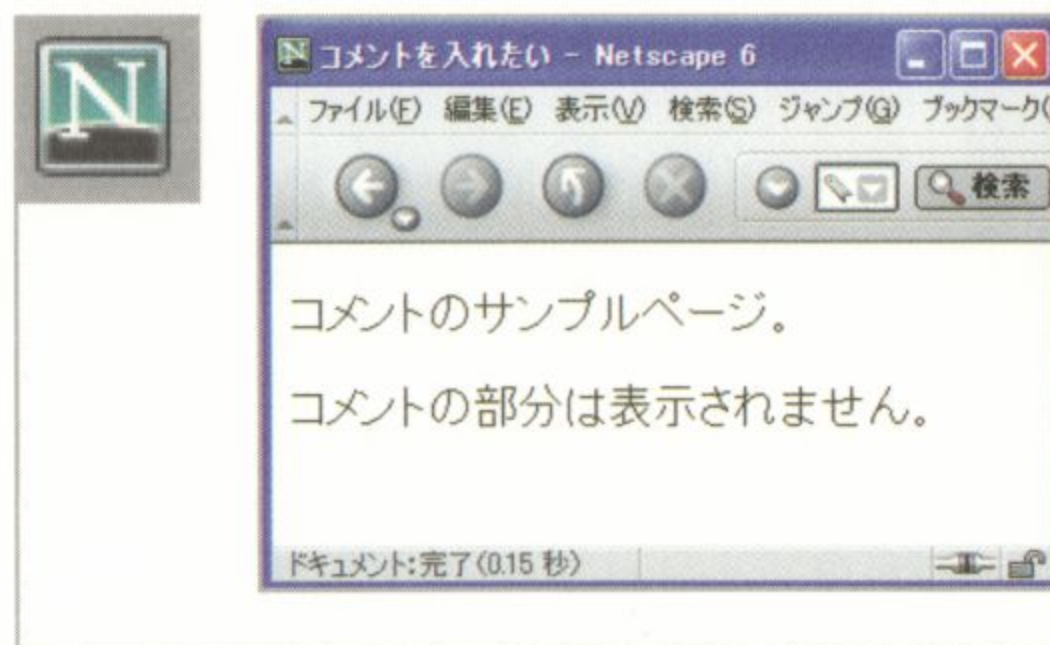 N
コメントを入れたい - Netscape 6
ファイル(F) 編集(E) 表示(V) 検索(S) ジャンプ(G) ブックマーク(
検索
コメントのサンプルページ。
コメントの部分は表示されません。
ドキュメント:完了(0.15 秒)